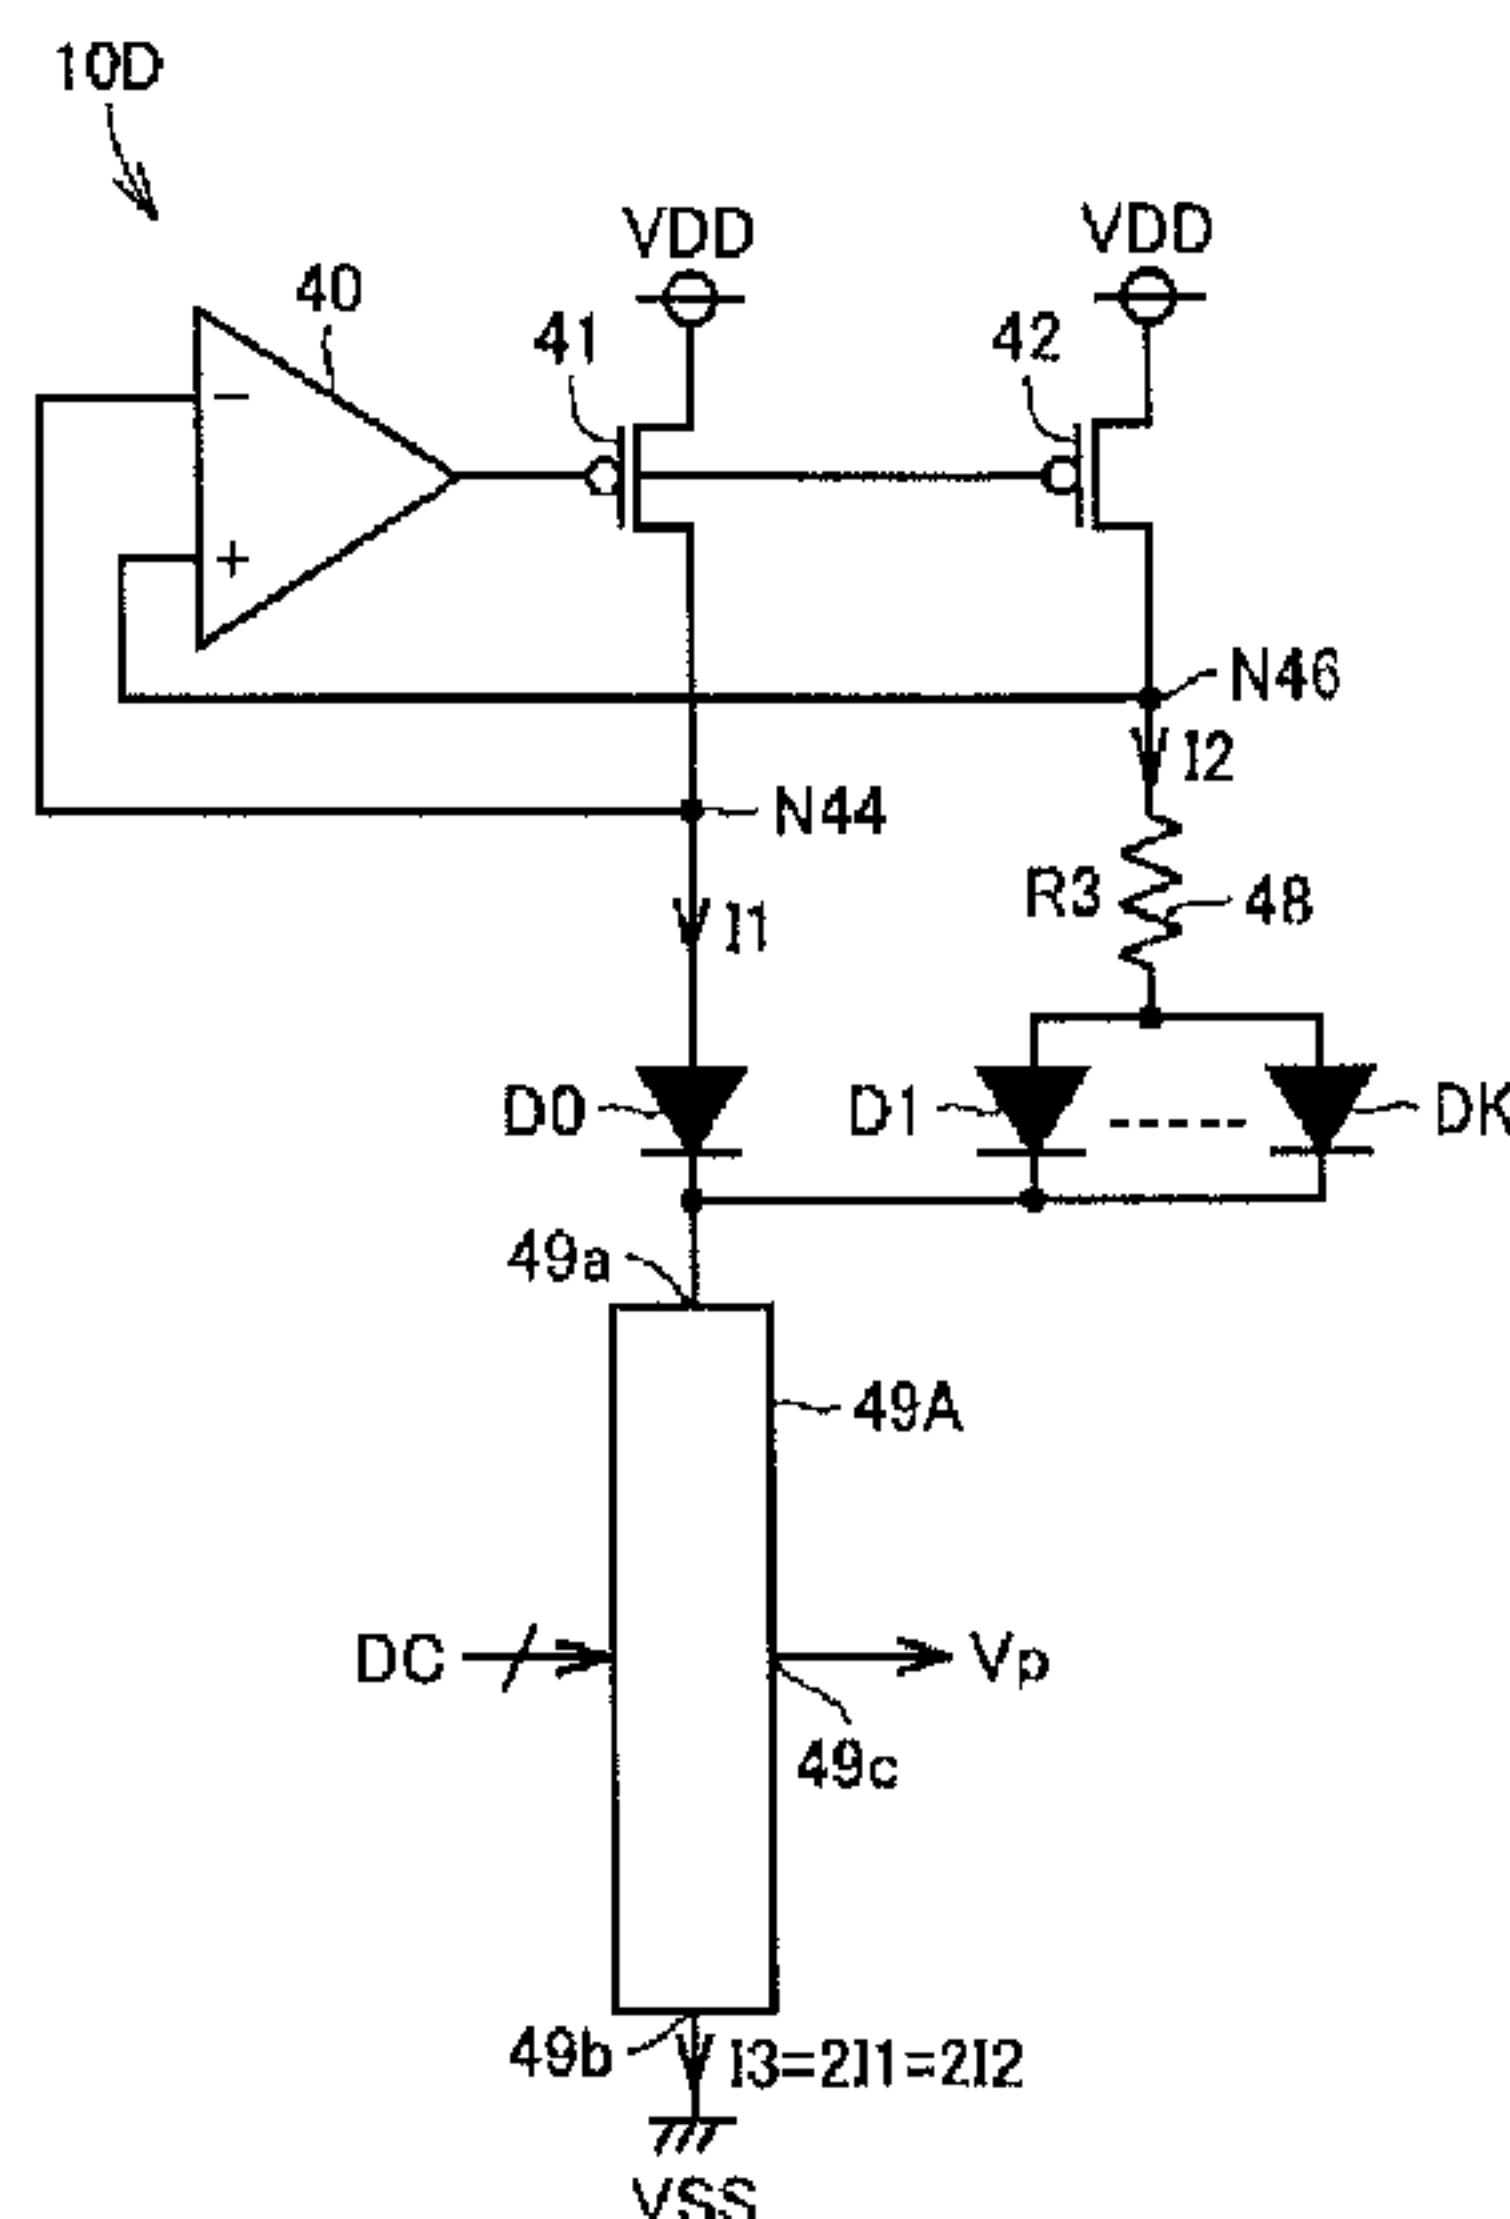 10D
VDD
VDD
40
41
42
−
+
N46
I2
N44
R3
48
I1
D0
D1
DK
49a
49A
DC
Vp
49c
49b
I3=2I1=2I2
VSS